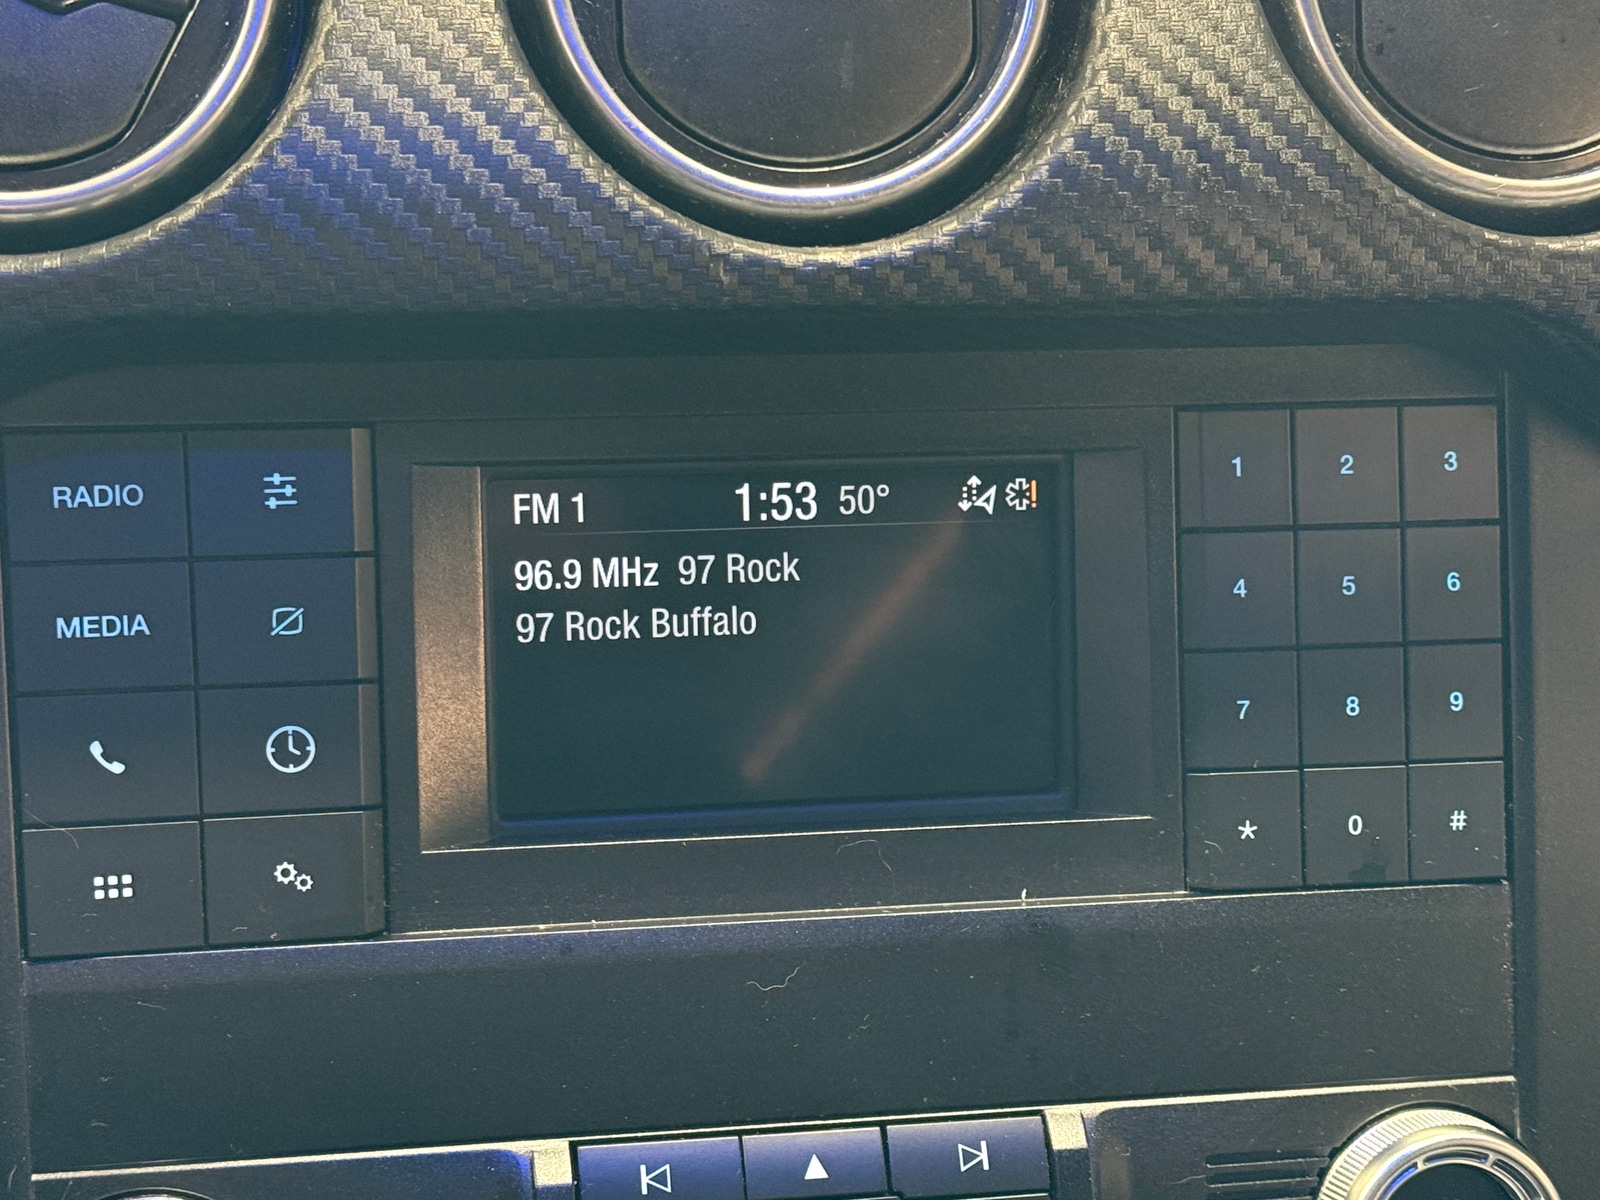 FM 1 1:53 50°
96.9 MHz 97 Rock
97 Rock Buffalo
RADIO
MEDIA
1 2 3
4 5 6
7 8 9
* 0 #